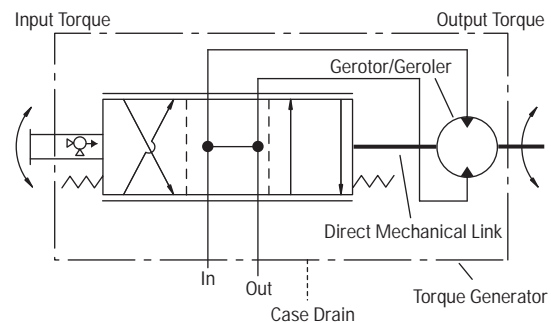 Input Torque
Output Torque
Gerotor/Geroler
Direct Mechanical Link
In
Out
Case Drain
Torque Generator